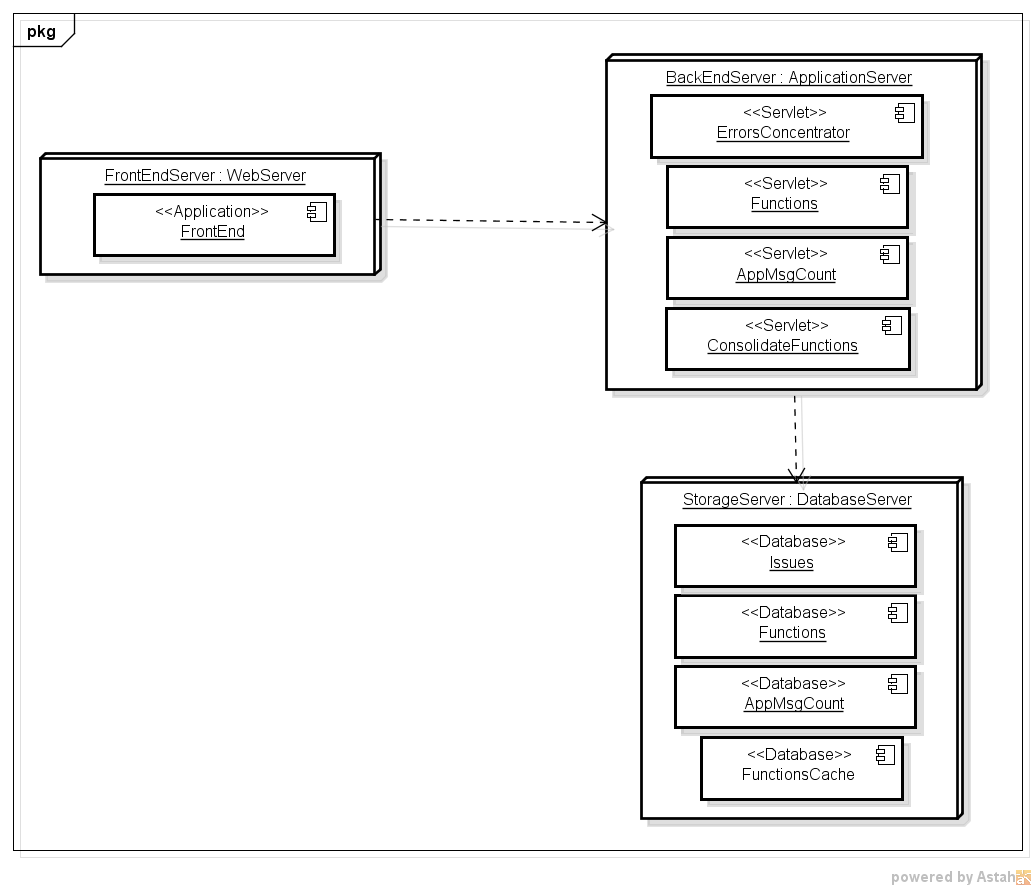 pkg
BackEndServer : ApplicationServer
<<Servlet>>
ErrorsConcentrator
<<Servlet>>
Functions
<<Servlet>>
AppMsgCount
<<Servlet>>
ConsolidateFunctions
FrontEndServer : WebServer
<<Application>>
FrontEnd
StorageServer : DatabaseServer
<<Database>>
Issues
<<Database>>
Functions
<<Database>>
AppMsgCount
<<Database>>
FunctionsCache
powered by Astah